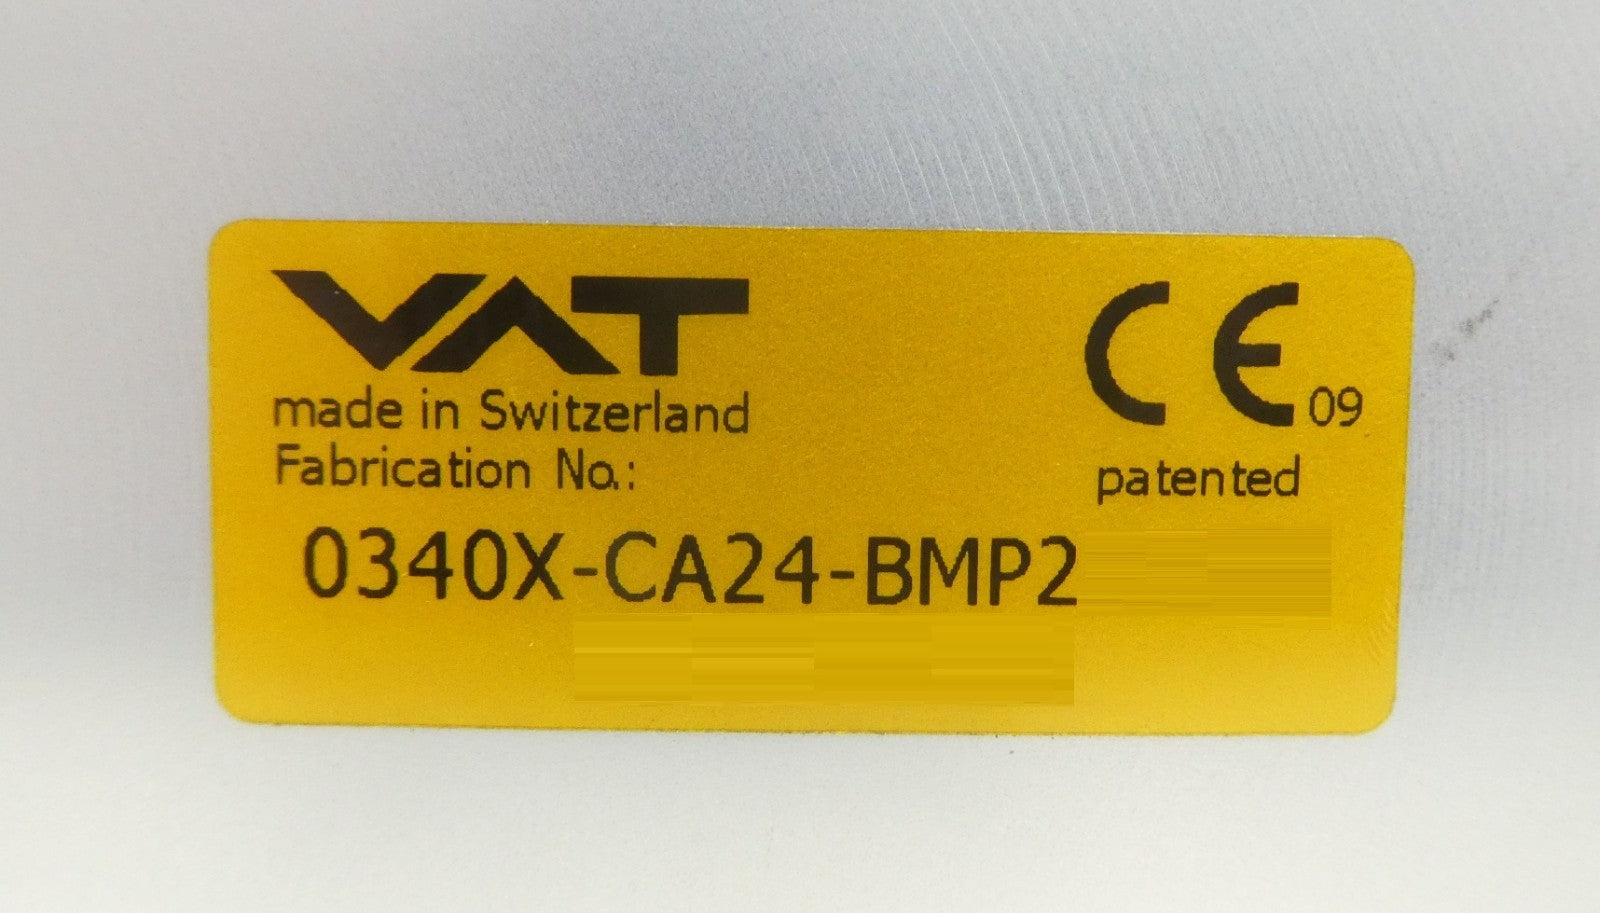 VAT
made in Switzerland
Fabrication No.:
0340X-CA24-BMP2
CE 09
patented